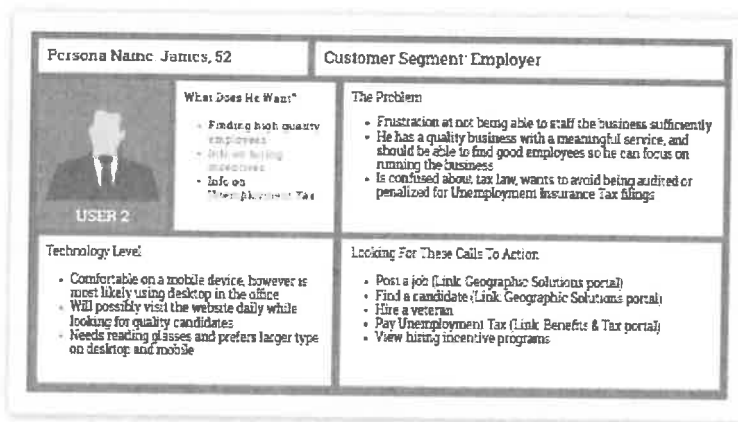 Persona Name: James, 52
Customer Segment: Employer
USER 2
What Does He Want?
• Finding high quality
employees
• Info on hiring
incentives
• Info on
Unemployment Tax
The Problem
• Frustration at not being able to staff the business sufficiently
• He has a quality business with a meaningful service, and
should be able to find good employees so he can focus on
running the business
• Is confused about tax law, wants to avoid being audited or
penalized for Unemployment Insurance Tax filings
Technology Level
• Comfortable on a mobile device, however is
most likely using desktop in the office
• Will possibly visit the website daily while
looking for quality candidates
• Needs reading glasses and prefers larger type
on desktop and mobile
Looking For These Calls To Action
• Post a job (Link: Geographic Solutions portal)
• Find a candidate (Link: Geographic Solutions portal)
• Hire a veteran
• Pay Unemployment Tax (Link: Benefits & Tax portal)
• View hiring incentive programs